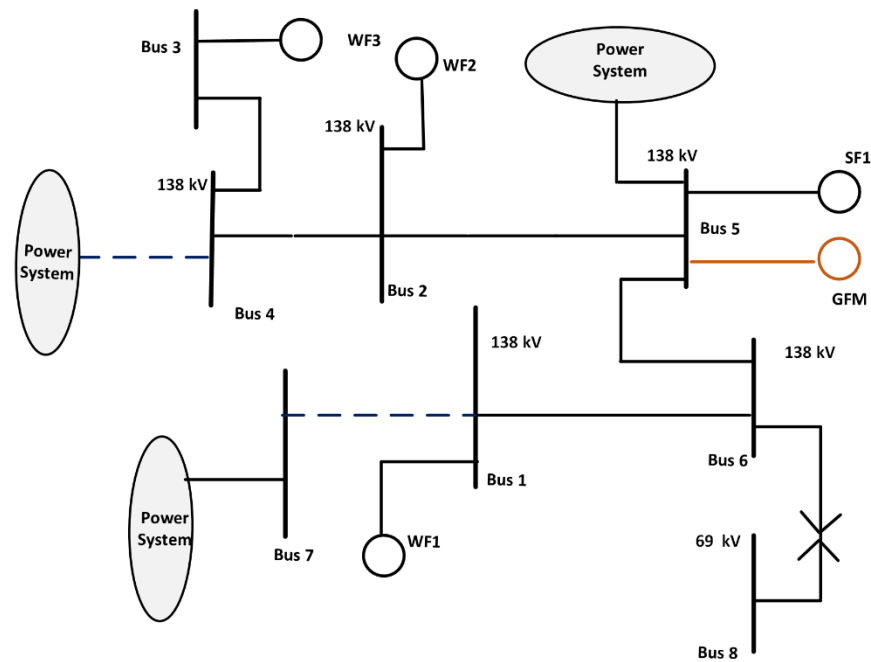 Bus 3
WF3
WF2
Power
System
138 kV
138 kV
138 kV
SF1
Bus 5
Power
System
Bus 2
GFM
Bus 4
138 kV
138 kV
Bus 6
Bus 1
Power
System
WF1
Bus 7
69 kV
Bus 8